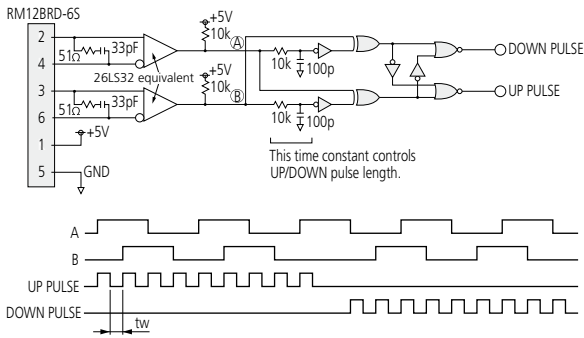 RM12BRD-6S
+5V
10k Ⓐ
2
33pF
51Ω
4
10k
100p
DOWN PULSE
26LS32 equivalent
+5V
10k Ⓑ
3
33pF
51Ω
6
10k
100p
UP PULSE
1
+5V
5
GND
This time constant controls
UP/DOWN pulse length.
A
B
UP PULSE
DOWN PULSE
tw